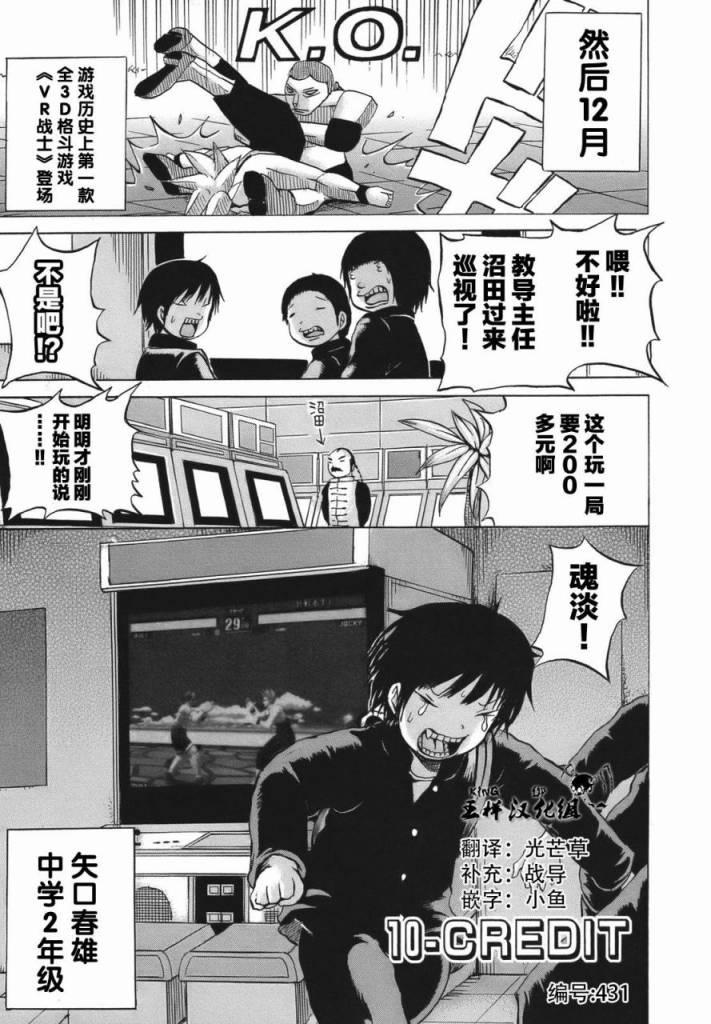 然后12月
K.O.
游戏历史上第一款
全3D格斗游戏
《VR战士》登场
喂!!
不好啦!!
教导主任
沼田过来
巡视了!
不是吧!?
这个玩一局
要200
多元啊
沼田
明明才刚刚
开始玩的说
……!!
魂淡!
29
JACKY
矢口春雄
中学2年级
KING UP
王样汉化组
翻译：光芒草
补充：战导
嵌字：小鱼
10-CREDIT
编号:431